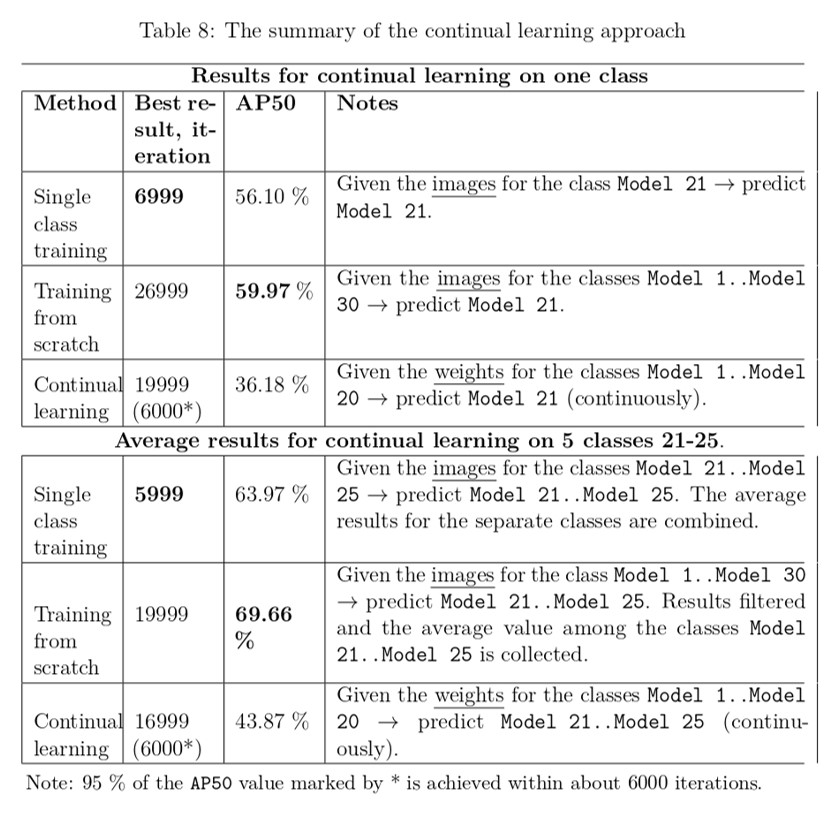 Table 8: The summary of the continual learning approach
Results for continual learning on one class
Method
Best re-
sult, it-
eration
AP50
Notes
Single
class
training
6999
56.10 %
Given the images for the class Model 21 → predict
Model 21.
Training
from
scratch
26999
59.97 %
Given the images for the classes Model 1..Model
30 → predict Model 21.
Continual
learning
19999
(6000*)
36.18 %
Given the weights for the classes Model 1..Model
20 → predict Model 21 (continuously).
Average results for continual learning on 5 classes 21-25.
Single
class
training
5999
63.97 %
Given the images for the classes Model 21..Model
25 → predict Model 21..Model 25. The average
results for the separate classes are combined.
Training
from
scratch
19999
69.66
%
Given the images for the class Model 1..Model 30
→ predict Model 21..Model 25. Results filtered
and the average value among the classes Model
21..Model 25 is collected.
Continual
learning
16999
(6000*)
43.87 %
Given the weights for the classes Model 1..Model
20 → predict Model 21..Model 25 (continu-
ously).
Note: 95 % of the AP50 value marked by * is achieved within about 6000 iterations.